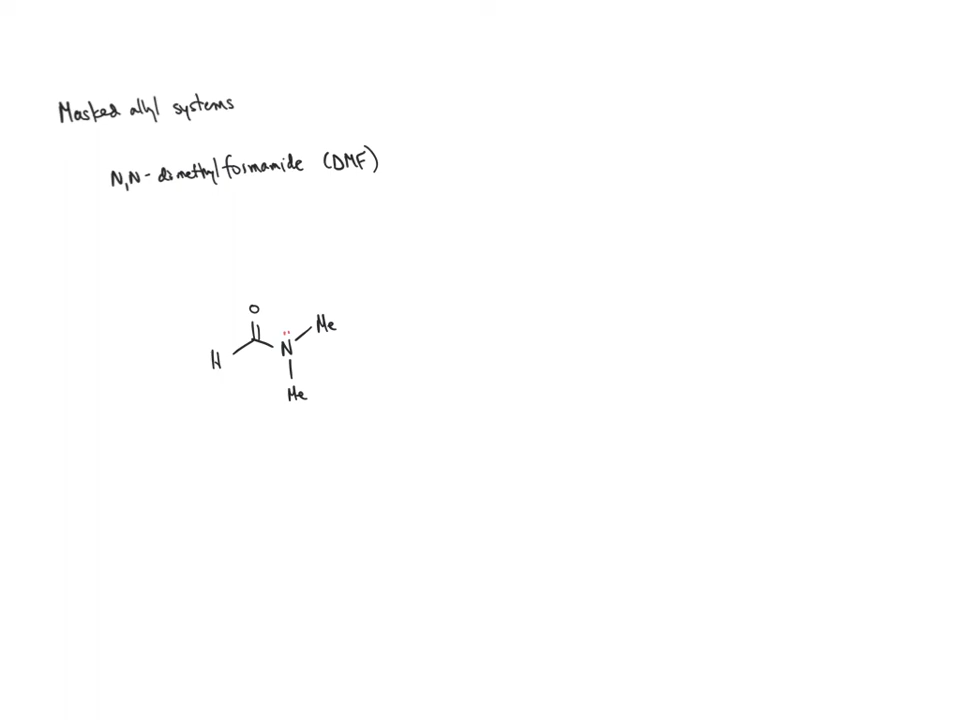 Masked allyl systems
N,N-dimethylformamide (DMF)
O
Me
N
H
Me